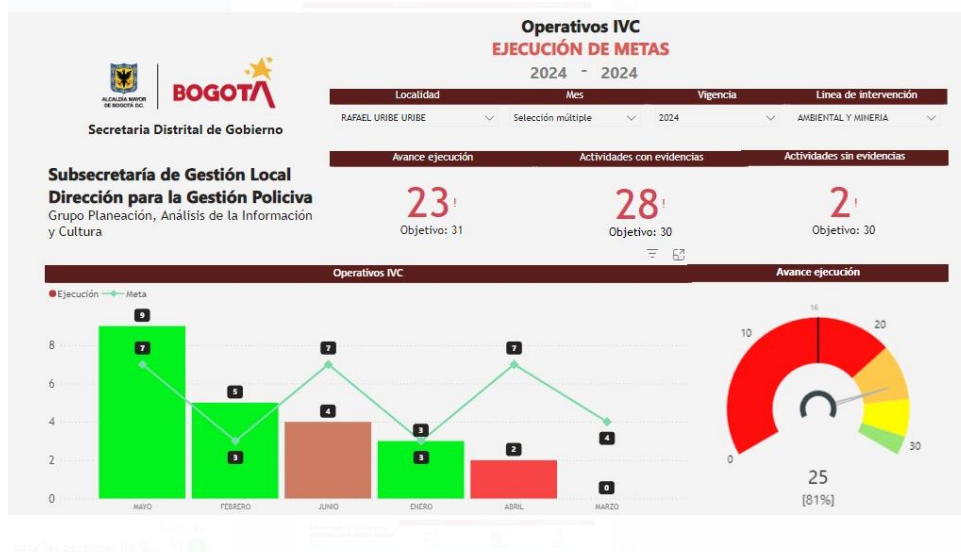 Operativos IVC
EJECUCIÓN DE METAS
2024 - 2024
ALCALDÍA MAYOR
DE BOGOTÁ D.C.
BOGOTÁ
Secretaria Distrital de Gobierno
Localidad Mes Vigencia Linea de intervención
RAFAEL URIBE URIBE Selección múltiple 2024 AMBIENTAL Y MINERIA
Subsecretaría de Gestión Local
Dirección para la Gestión Policiva
Grupo Planeación, Análisis de la Información
y Cultura
Avance ejecución Actividades con evidencias Actividades sin evidencias
23! 28! 2!
Objetivo: 31 Objetivo: 30 Objetivo: 30
Operativos IVC
Ejecución Meta
9
7
5
3
4
7
3
3
7
2
4
0
8
6
4
2
0
MAYO FEBRERO JUNIO ENERO ABRIL MARZO
Avance ejecución
0
10
16
20
30
25
[81%]